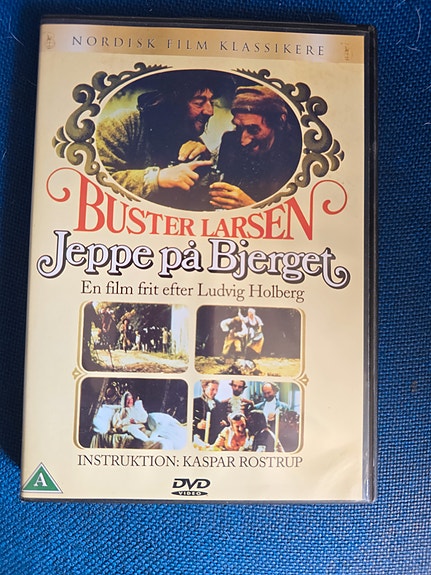 NORDISK FILM KLASSIKERE
BUSTER LARSEN
Jeppe på Bjerget
En film frit efter Ludvig Holberg
INSTRUKTION: KASPAR ROSTRUP
A
DVD
VIDEO